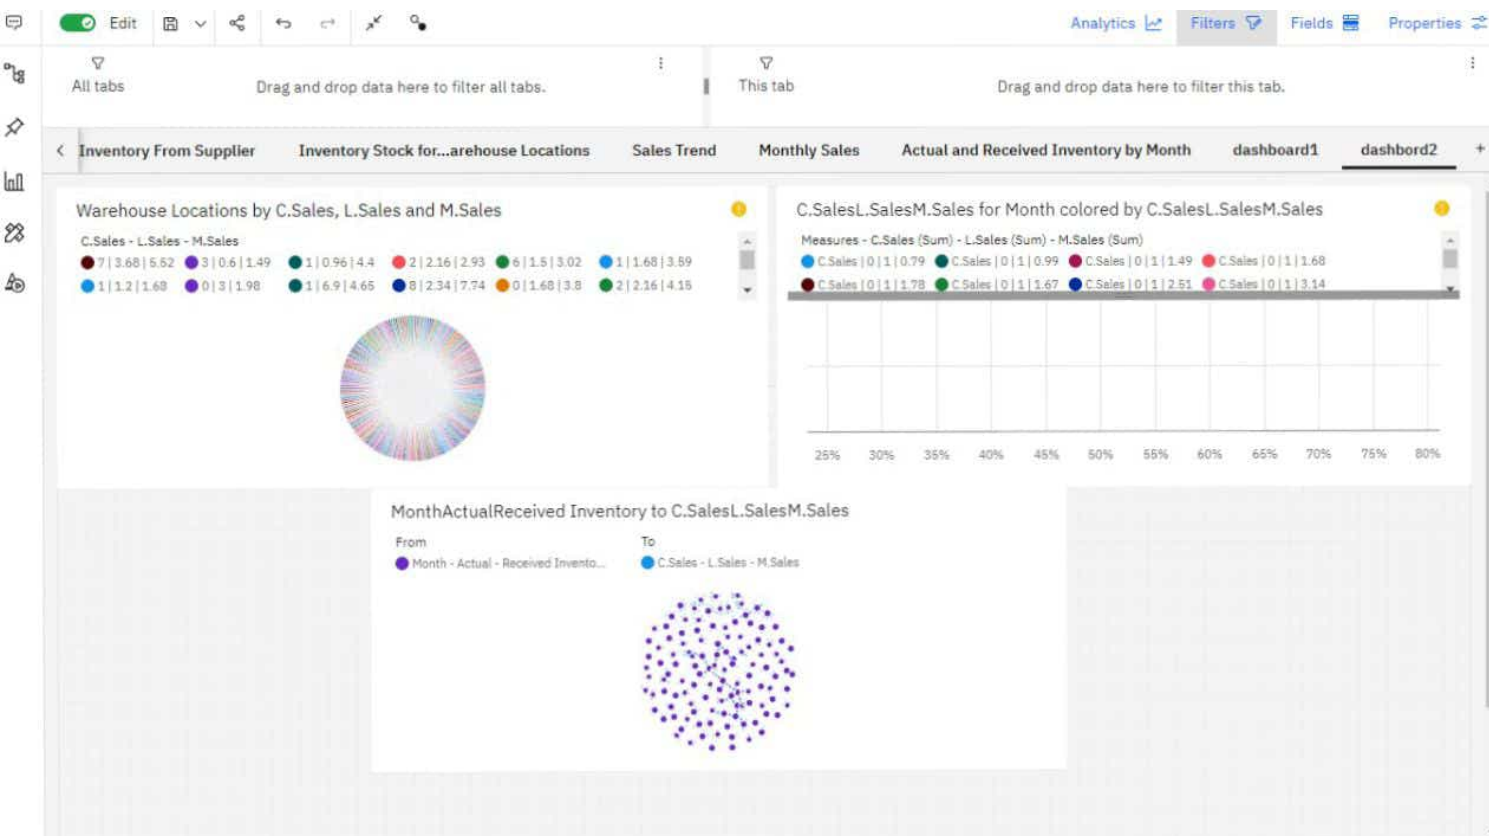 Edit
Analytics
Filters
Fields
Properties
All tabs
Drag and drop data here to filter all tabs.
This tab
Drag and drop data here to filter this tab.
Inventory From Supplier
Inventory Stock for...arehouse Locations
Sales Trend
Monthly Sales
Actual and Received Inventory by Month
dashboard1
dashbord2
Warehouse Locations by C.Sales, L.Sales and M.Sales
C.Sales - L.Sales - M.Sales
7|3.68|5.52 3|0.6|1.49 1|0.96|4.4 2|2.16|2.93 6|1.5|3.02 1|1.68|3.59
1|1.2|1.68 0|3|1.98 1|6.9|4.65 8|2.34|7.74 0|1.68|3.8 2|2.16|4.15
C.SalesL.SalesM.Sales for Month colored by C.SalesL.SalesM.Sales
Measures - C.Sales (Sum) - L.Sales (Sum) - M.Sales (Sum)
C.Sales|0|1|0.79 C.Sales|0|1|0.99 C.Sales|0|1|1.49 C.Sales|0|1|1.68
C.Sales|0|1|1.78 C.Sales|0|1|1.67 C.Sales|0|1|2.51 C.Sales|0|1|3.14
25% 30% 35% 40% 45% 50% 55% 60% 65% 70% 75% 80%
MonthActualReceived Inventory to C.SalesL.SalesM.Sales
From
Month - Actual - Received Invento...
To
C.Sales - L.Sales - M.Sales